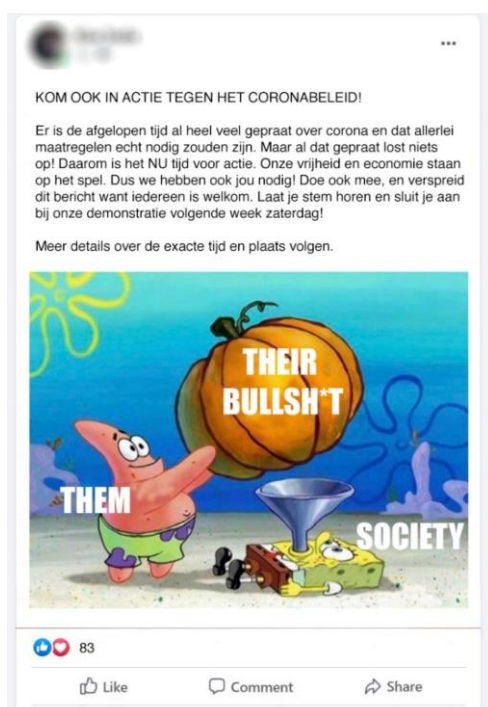 KOM OOK IN ACTIE TEGEN HET CORONABELEID!
Er is de afgelopen tijd al heel veel gepraat over corona en dat allerlei
maatregelen echt nodig zouden zijn. Maar al dat gepraat lost niets
op! Daarom is het NU tijd voor actie. Onze vrijheid en economie staan
op het spel. Dus we hebben ook jou nodig! Doe ook mee, en verspreid
dit bericht want iedereen is welkom. Laat je stem horen en sluit je aan
bij onze demonstratie volgende week zaterdag!
Meer details over de exacte tijd en plaats volgen.
THEIR
BULLSH*T
THEM
SOCIETY
83
Like Comment Share